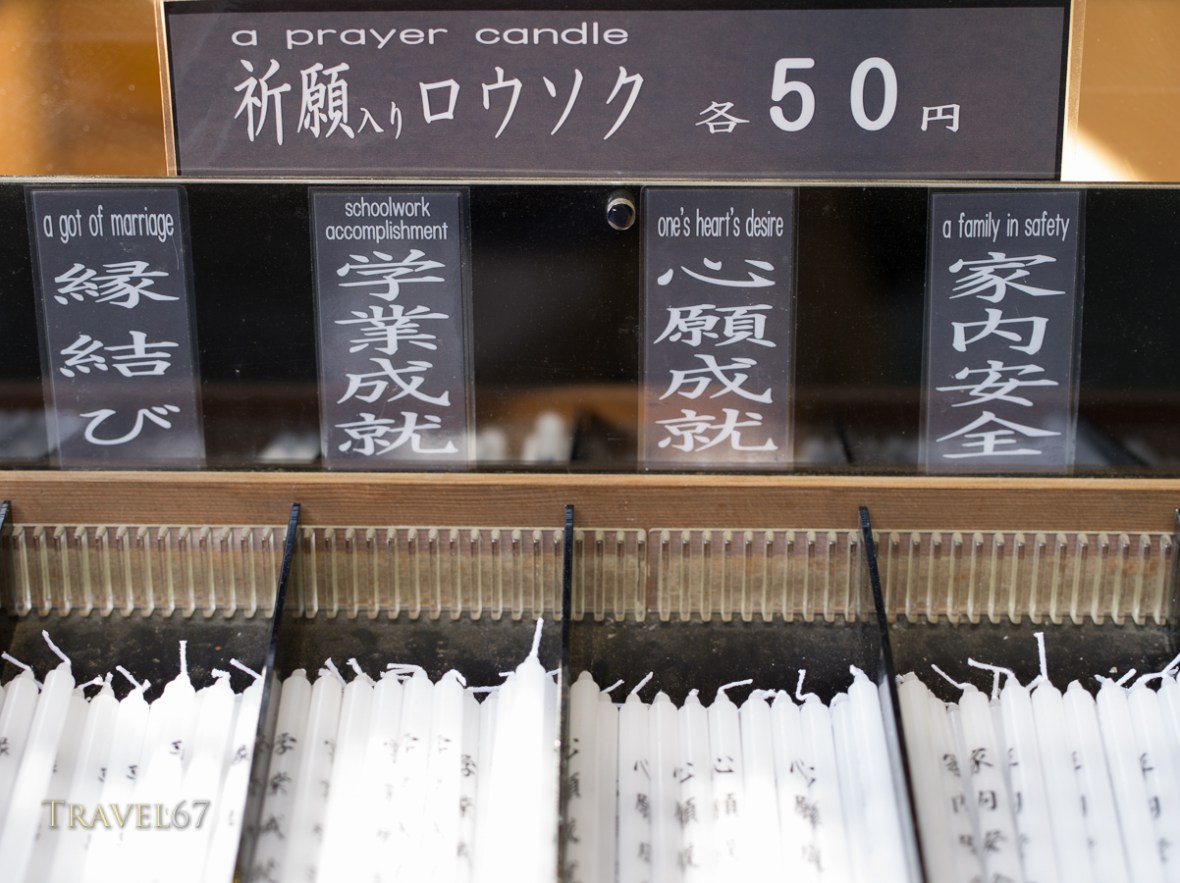 a prayer candle
祈願入りロウソク 各50円
a got of marriage
縁結び
schoolwork
accomplishment
学業成就
one's heart's desire
心願成就
a family in safety
家内安全
TRAVEL67